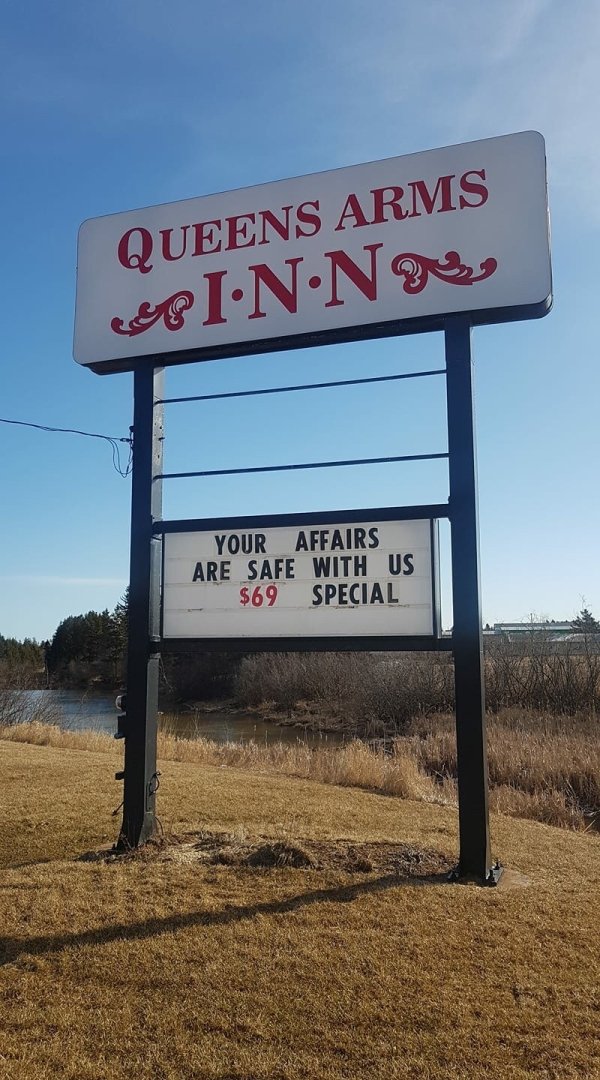 QUEENS ARMS
I·N·N
YOUR AFFAIRS
ARE SAFE WITH US
$69 SPECIAL